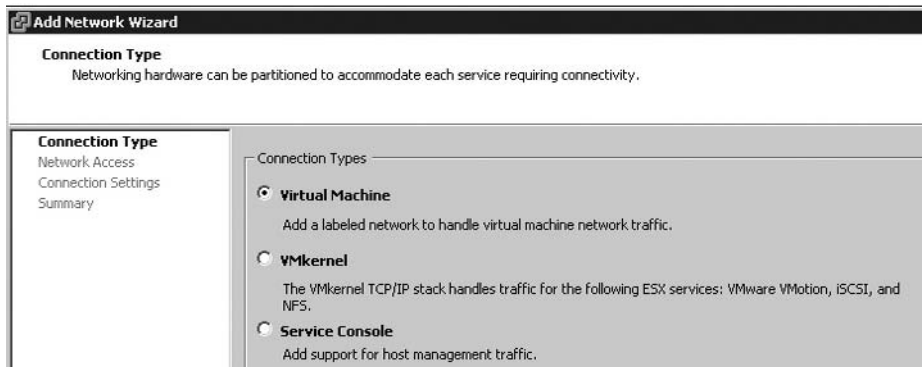 Add Network Wizard
Connection Type
Networking hardware can be partitioned to accommodate each service requiring connectivity.
Connection Type
Network Access
Connection Settings
Summary
Connection Types
Virtual Machine
Add a labeled network to handle virtual machine network traffic.
VMkernel
The VMkernel TCP/IP stack handles traffic for the following ESX services: VMware VMotion, iSCSI, and
NFS.
Service Console
Add support for host management traffic.